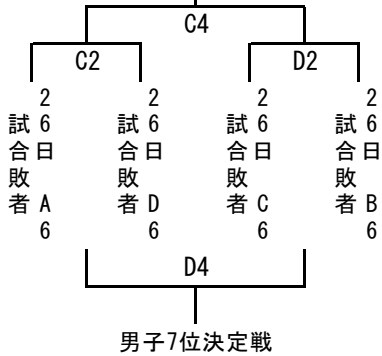 C4
C2
D2
26日 A6
試合敗者
26日 D6
試合敗者
26日 C6
試合敗者
26日 B6
試合敗者
D4
男子7位決定戦